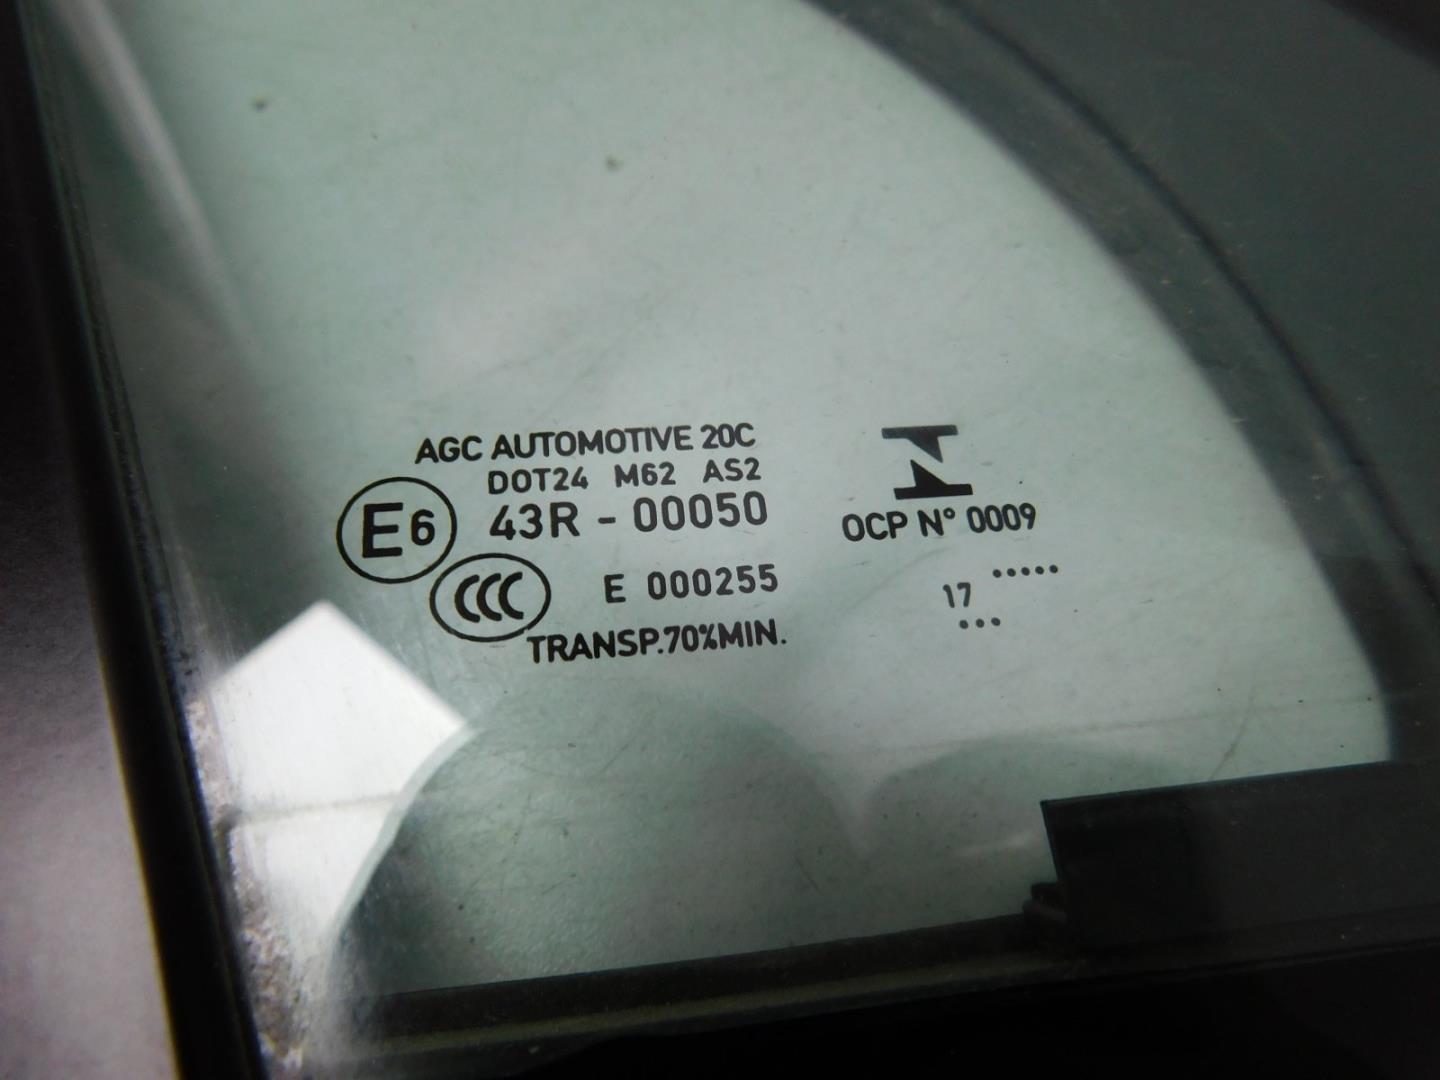 AGC AUTOMOTIVE 20C
DOT24 M62 AS2
E6 43R - 00050
CCC E 000255
TRANSP.70%MIN.
OCP N° 0009
.....
17
...